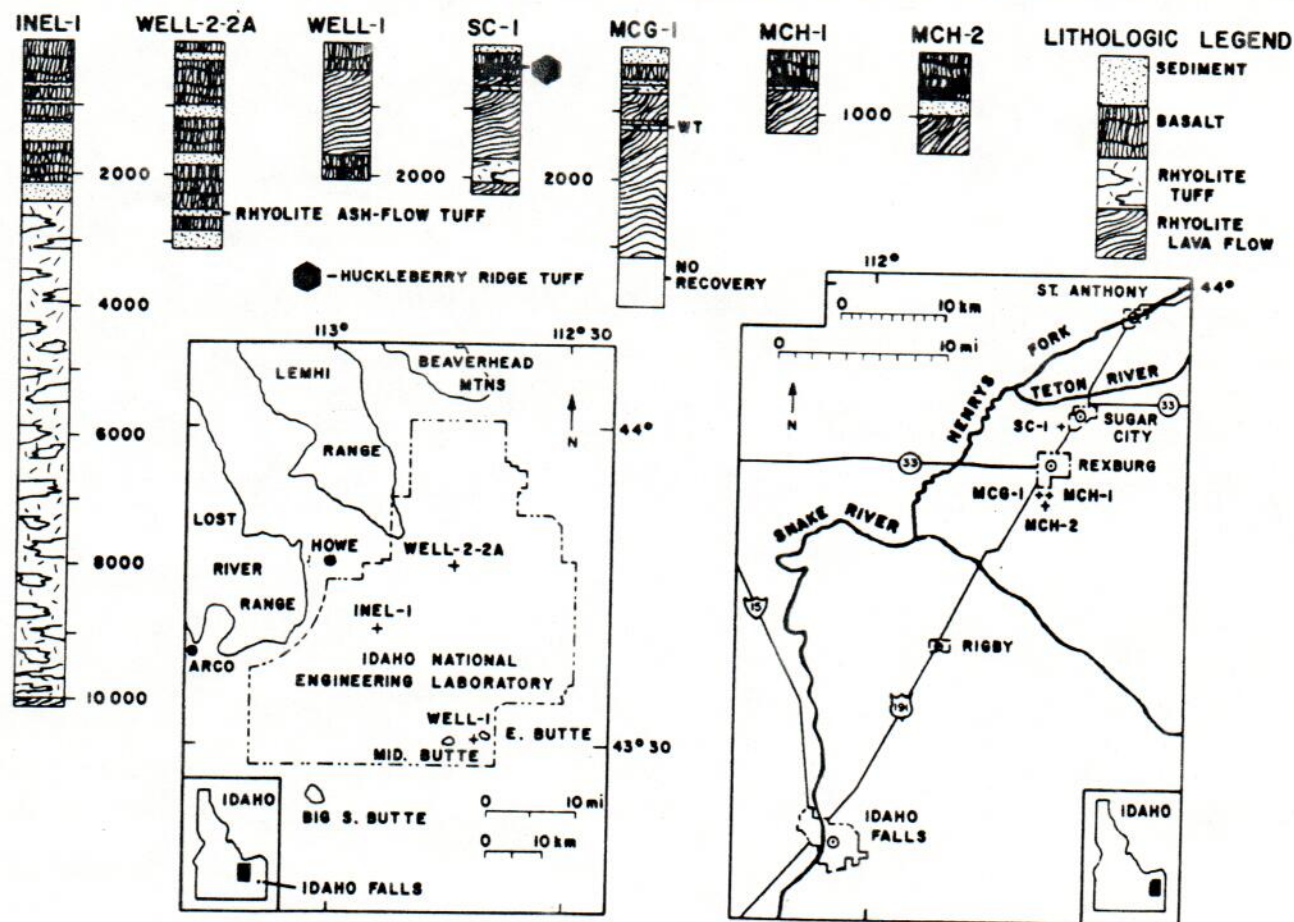 INEL-1
WELL-2-2A
WELL-1
SC-1
MCG-1
MCH-1
MCH-2
LITHOLOGIC LEGEND
SEDIMENT
BASALT
RHYOLITE
TUFF
RHYOLITE
LAVA FLOW
2000
4000
6000
8000
10 000
2000
2000
1000
WT
RHYOLITE ASH-FLOW TUFF
-HUCKLEBERRY RIDGE TUFF
NO
RECOVERY
113°
112° 30
LEMHI
RANGE
BEAVERHEAD
MTNS
N
44°
LOST
RIVER
RANGE
HOWE
WELL-2-2A
INEL-1
ARCO
IDAHO NATIONAL
ENGINEERING LABORATORY
WELL-1
E. BUTTE
MID. BUTTE
43° 30
BIG S. BUTTE
0 10 mi
0 10 km
IDAHO
IDAHO FALLS
112°
44°
0 10 km
0 10 mi
N
ST. ANTHONY
HENRYS FORK
TETON RIVER
33
SC-1
SUGAR
CITY
33
REXBURG
MCG-1
MCH-1
MCH-2
SNAKE RIVER
15
RIGBY
191
IDAHO
FALLS
IDAHO